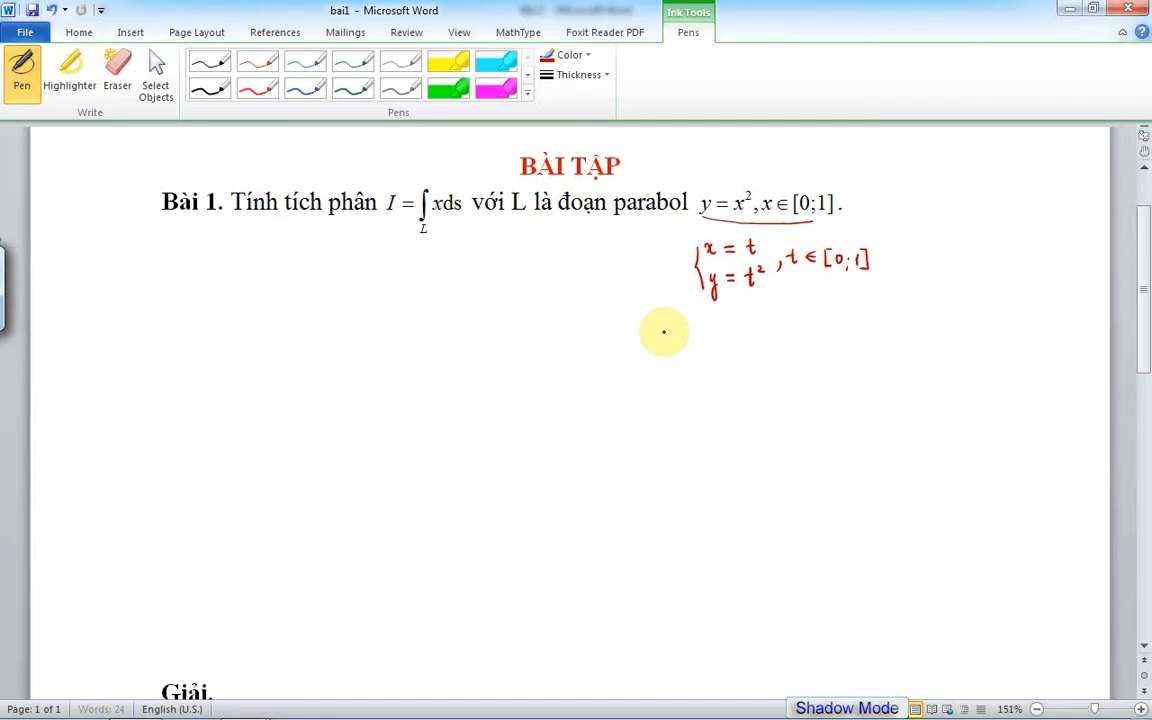 bai1 - Microsoft Word
Ink Tools
File Home Insert Page Layout References Mailings Review View MathType Foxit Reader PDF Pens
Pen Highlighter Eraser Select Objects
Color
Thickness
Write Pens
BÀI TẬP
Bài 1. Tính tích phân I = ∫_L xds với L là đoạn parabol y = x², x ∈ [0;1].
{ x = t
y = t² , t ∈ [0;1]
Giải.
Page: 1 of 1 Words: 24 English (U.S.) Shadow Mode 151%